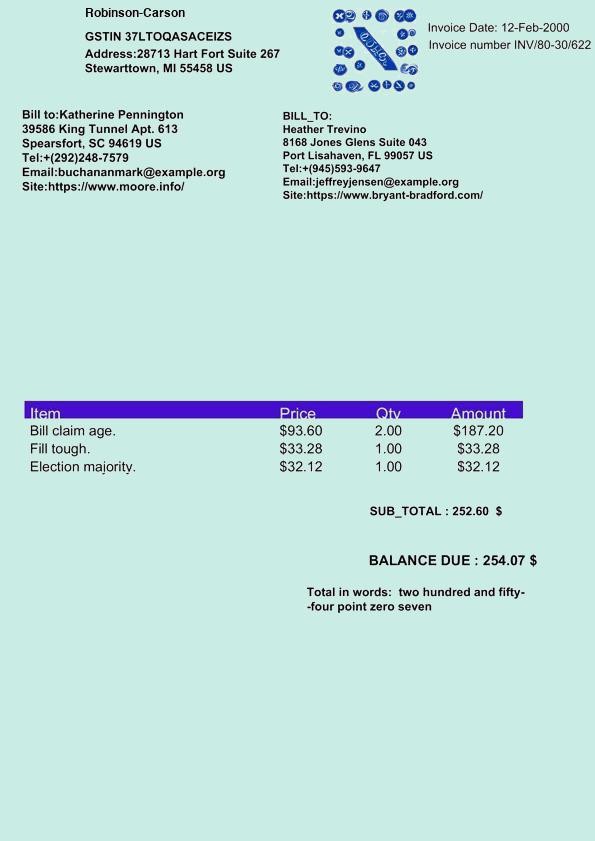 Robinson-Carson
GSTIN 37LTOQASACEIZS
Address:28713 Hart Fort Suite 267
Stewarttown, MI 55458 US
Invoice Date: 12-Feb-2000
Invoice number INV/80-30/622
Bill to:Katherine Pennington
39586 King Tunnel Apt. 613
Spearsfort, SC 94619 US
Tel:+(292)248-7579
Email:buchananmark@example.org
Site:https://www.moore.info/
BILL_TO:
Heather Trevino
8168 Jones Glens Suite 043
Port Lisahaven, FL 99057 US
Tel:+(945)593-9647
Email:jeffreyjensen@example.org
Site:https://www.bryant-bradford.com/
Item Price Qty Amount
Bill claim age. $93.60 2.00 $187.20
Fill tough. $33.28 1.00 $33.28
Election majority. $32.12 1.00 $32.12
SUB_TOTAL : 252.60 $
BALANCE DUE : 254.07 $
Total in words: two hundred and fifty-
-four point zero seven